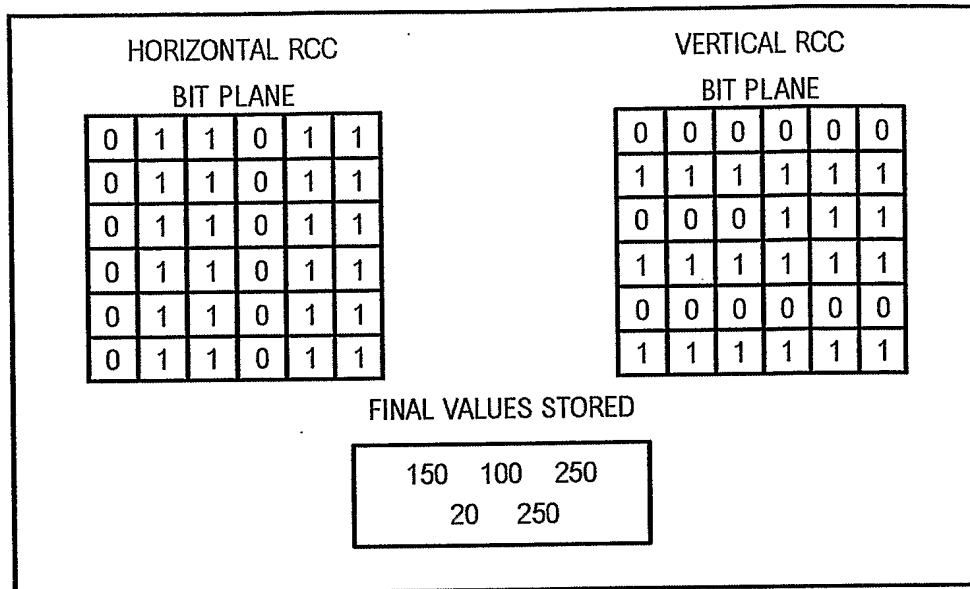 HORIZONTAL RCC
BIT PLANE
0 1 1 0 1 1
0 1 1 0 1 1
0 1 1 0 1 1
0 1 1 0 1 1
0 1 1 0 1 1
0 1 1 0 1 1
VERTICAL RCC
BIT PLANE
0 0 0 0 0 0
1 1 1 1 1 1
0 0 0 1 1 1
1 1 1 1 1 1
0 0 0 0 0 0
1 1 1 1 1 1
FINAL VALUES STORED
150 100 250
20 250